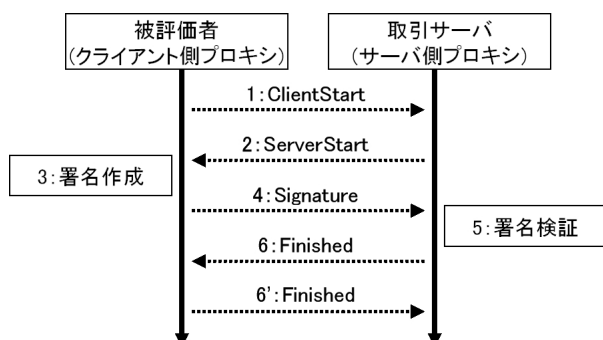 被評価者
(クライアント側プロキシ)
取引サーバ
(サーバ側プロキシ)
1:ClientStart
2:ServerStart
3:署名作成
4:Signature
5:署名検証
6:Finished
6':Finished